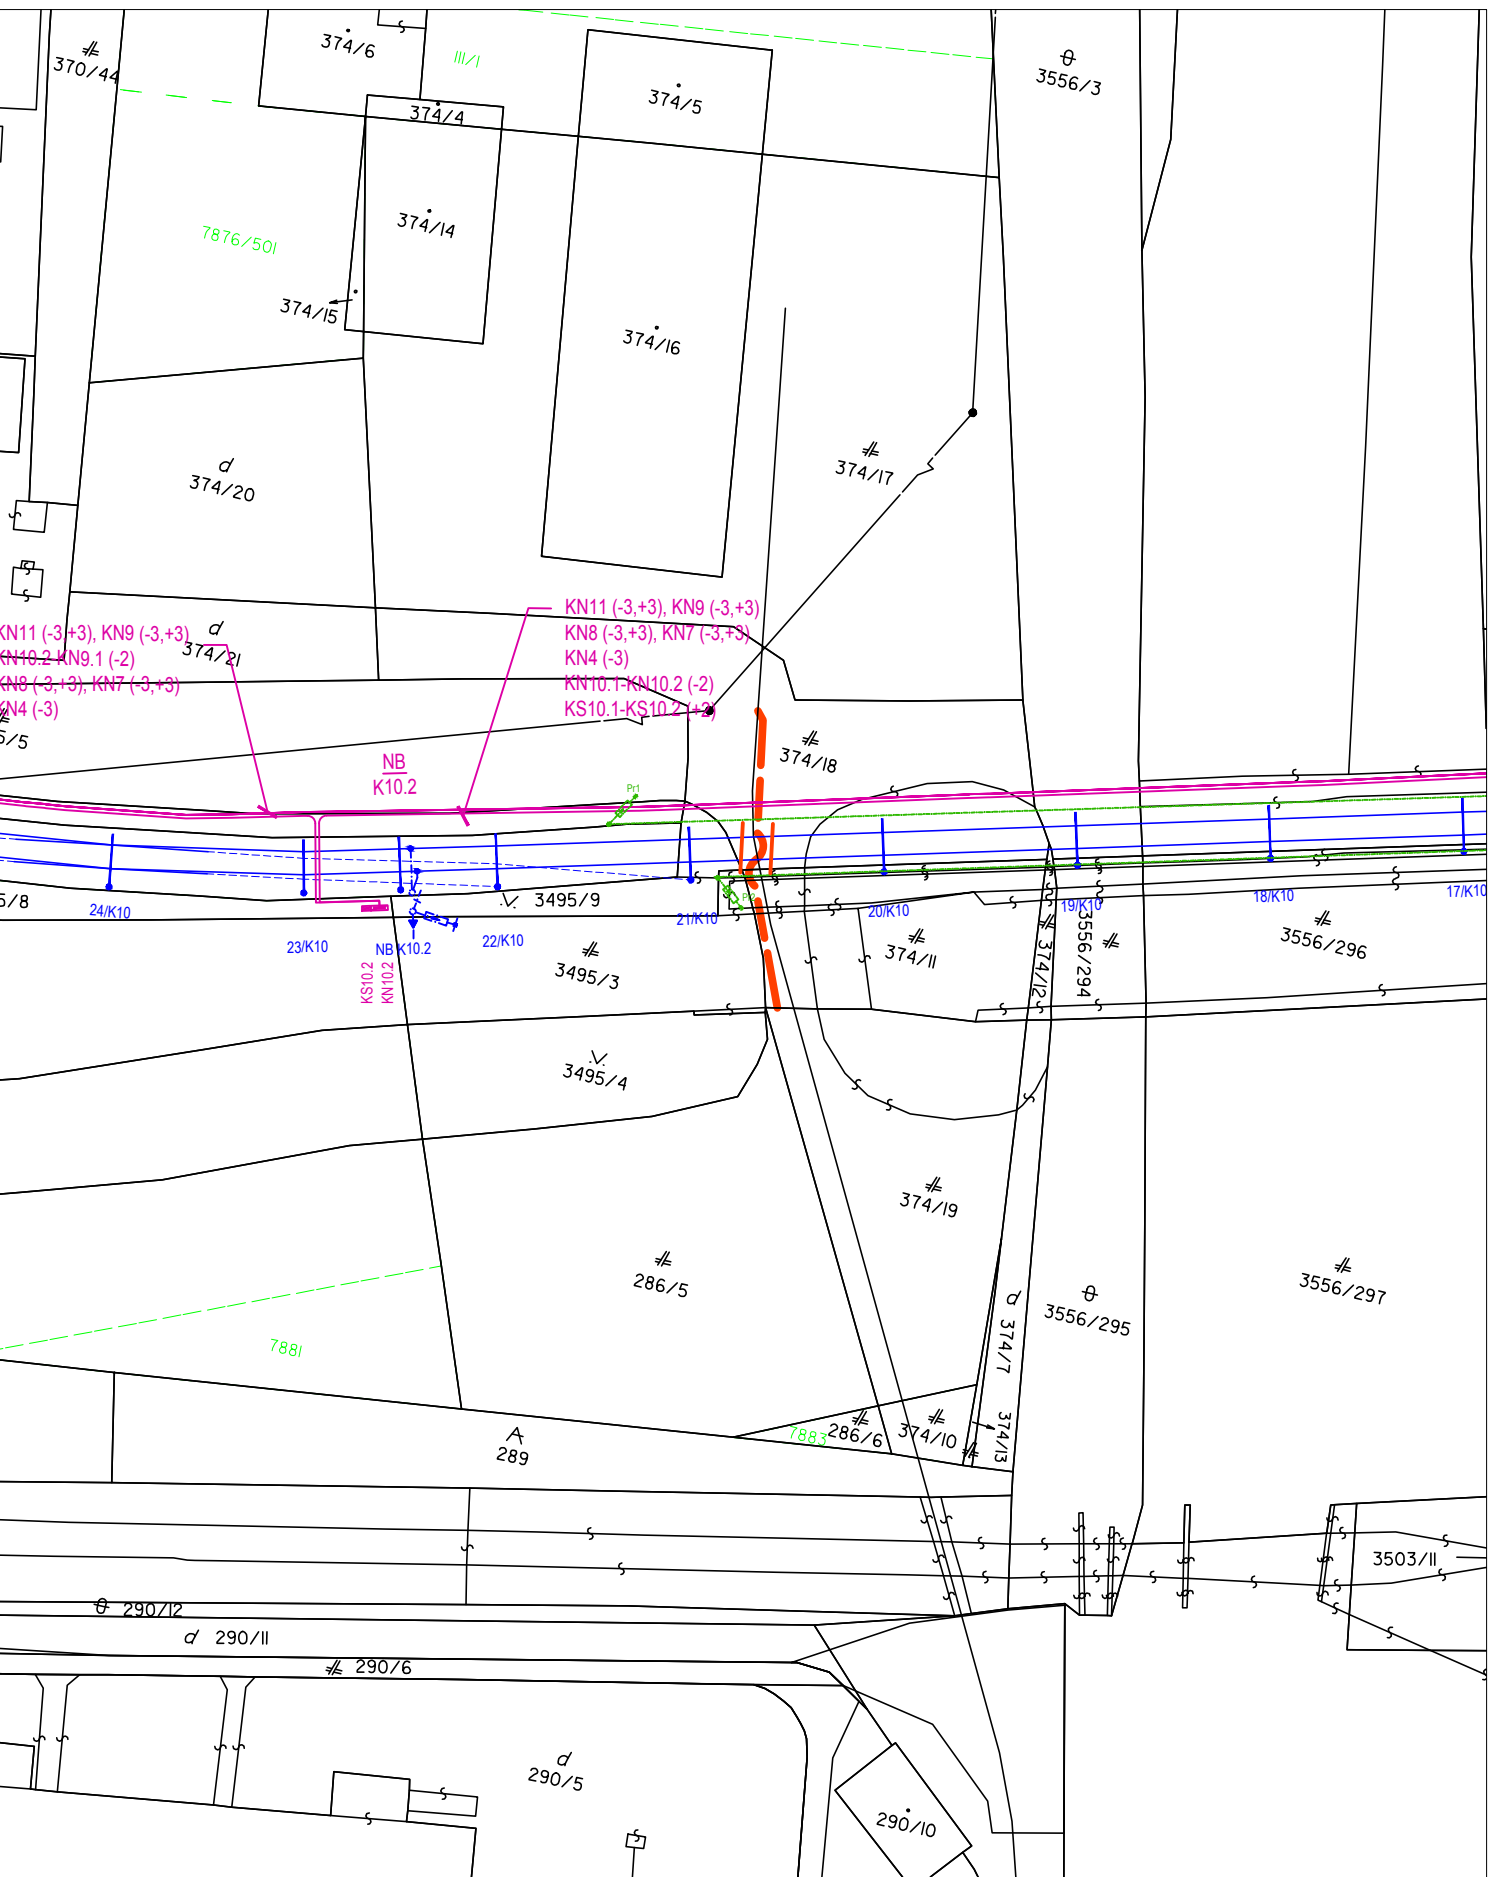 370/44
374/6
III/1
374/4
374/5
3556/3
374/14
7876/501
374/15
374/16
374/17
374/20
374/21
KN11 (-3,+3), KN9 (-3,+3)
KN10.2-KN9.1 (-2)
KN8 (-3,+3), KN7 (-3,+3)
KN4 (-3)
KN11 (-3,+3), KN9 (-3,+3)
KN8 (-3,+3), KN7 (-3,+3)
KN4 (-3)
KN10.1-KN10.2 (-2)
KS10.1-KS10.2 (+2)
5/5
NB
K10.2
Pr1
374/18
5/8
24/K10
23/K10
NB K10.2
22/K10
3495/9
21/K10
Pr2
20/K10
19/K10
18/K10
17/K10
KS10.2
KN10.2
3495/3
374/11
374/12
3556/294
3556/296
3495/4
374/19
286/5
374/7
3556/295
3556/297
7881
289
7883
286/6
374/10
374/13
3503/11
290/12
290/11
290/6
290/5
290/10